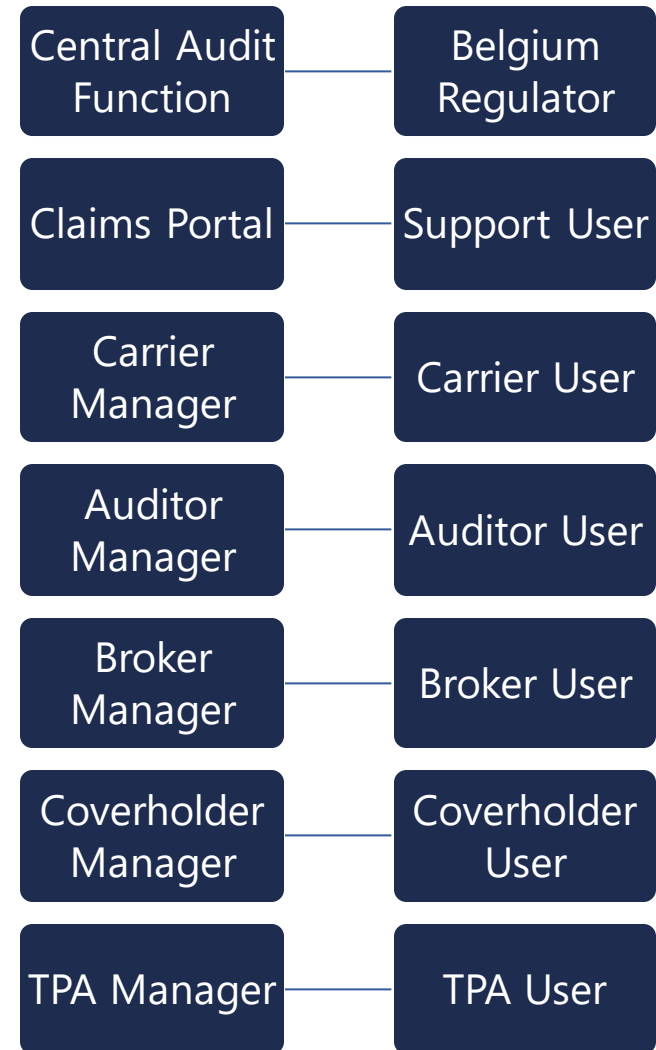 Central Audit
Function
Belgium
Regulator
Claims Portal
Support User
Carrier
Manager
Carrier User
Auditor
Manager
Auditor User
Broker
Manager
Broker User
Coverholder
Manager
Coverholder
User
TPA Manager
TPA User